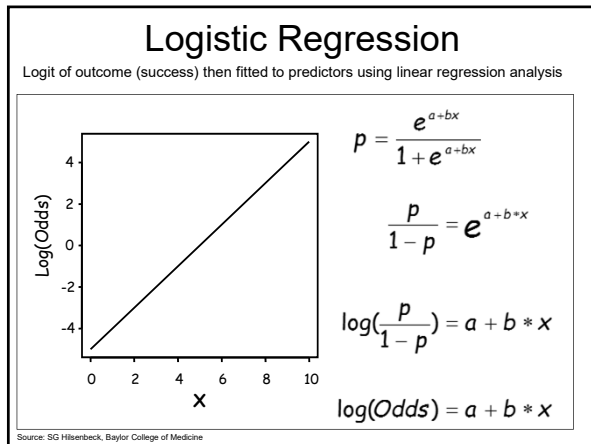 Logistic Regression
Logit of outcome (success) then fitted to predictors using linear regression analysis
4
2
0
-2
-4
Log(Odds)
0 2 4 6 8 10
X
p = e^{a+bx} / (1 + e^{a+bx})
p / (1 - p) = e^{a+b*x}
log(p / (1 - p)) = a + b * x
log(Odds) = a + b * x
Source: SG Hilsenbeck, Baylor College of Medicine